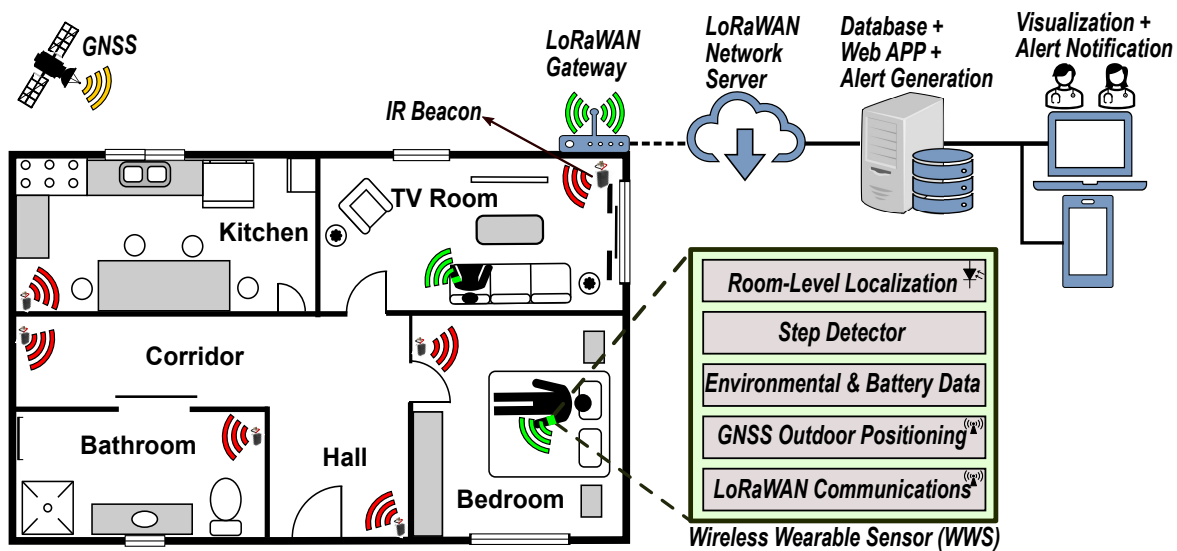 GNSS
LoRaWAN
Gateway
LoRaWAN
Network
Server
Database +
Web APP +
Alert Generation
Visualization +
Alert Notification
IR Beacon
TV Room
Kitchen
Corridor
Bathroom
Hall
Bedroom
Room-Level Localization
Step Detector
Environmental & Battery Data
GNSS Outdoor Positioning
LoRaWAN Communications
Wireless Wearable Sensor (WWS)